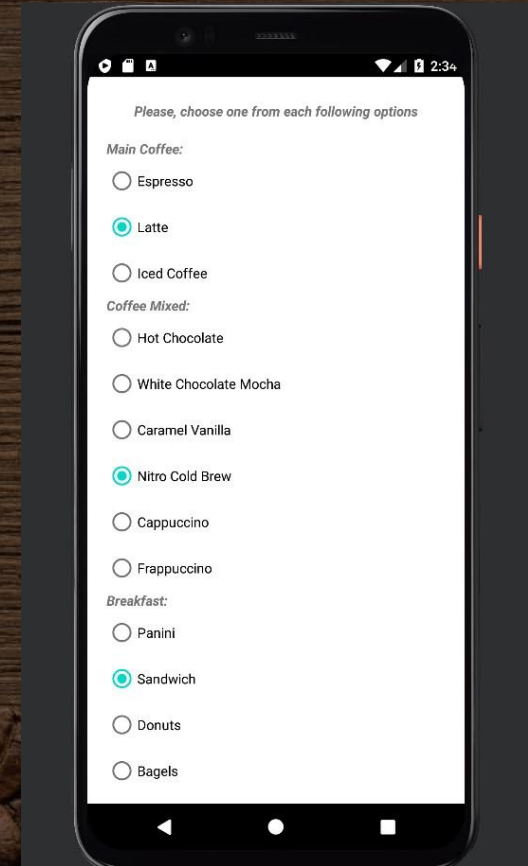 2:34
Please, choose one from each following options
Main Coffee:
Espresso
Latte
Iced Coffee
Coffee Mixed:
Hot Chocolate
White Chocolate Mocha
Caramel Vanilla
Nitro Cold Brew
Cappuccino
Frappuccino
Breakfast:
Panini
Sandwich
Donuts
Bagels